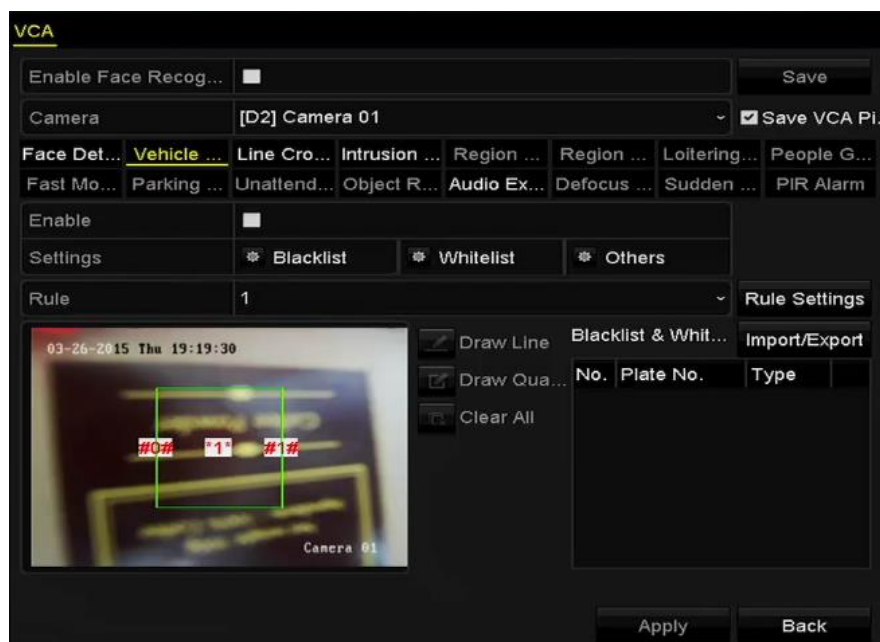 VCA
Enable Face Recog... Save
Camera [D2] Camera 01 Save VCA Pi.
Face Det... Vehicle ... Line Cro... Intrusion ... Region ... Region ... Loitering... People G...
Fast Mo... Parking ... Unattend... Object R... Audio Ex... Defocus ... Sudden ... PIR Alarm
Enable
Settings Blacklist Whitelist Others
Rule 1 Rule Settings
03-26-2015 Thu 19:19:30 Draw Line Blacklist & Whit... Import/Export
Draw Qua... No. Plate No. Type
Clear All
#0# *1* #1#
Camera 01
Apply Back